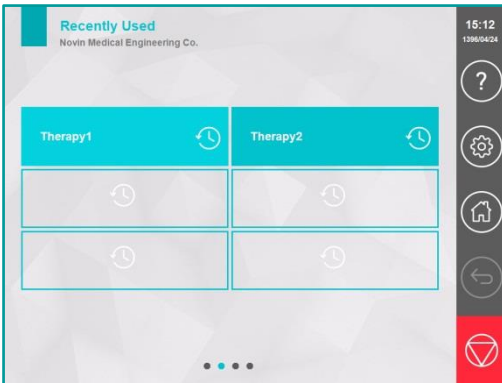 Recently Used
Novin Medical Engineering Co.
15:12
1396/04/24
?
Therapy1
Therapy2